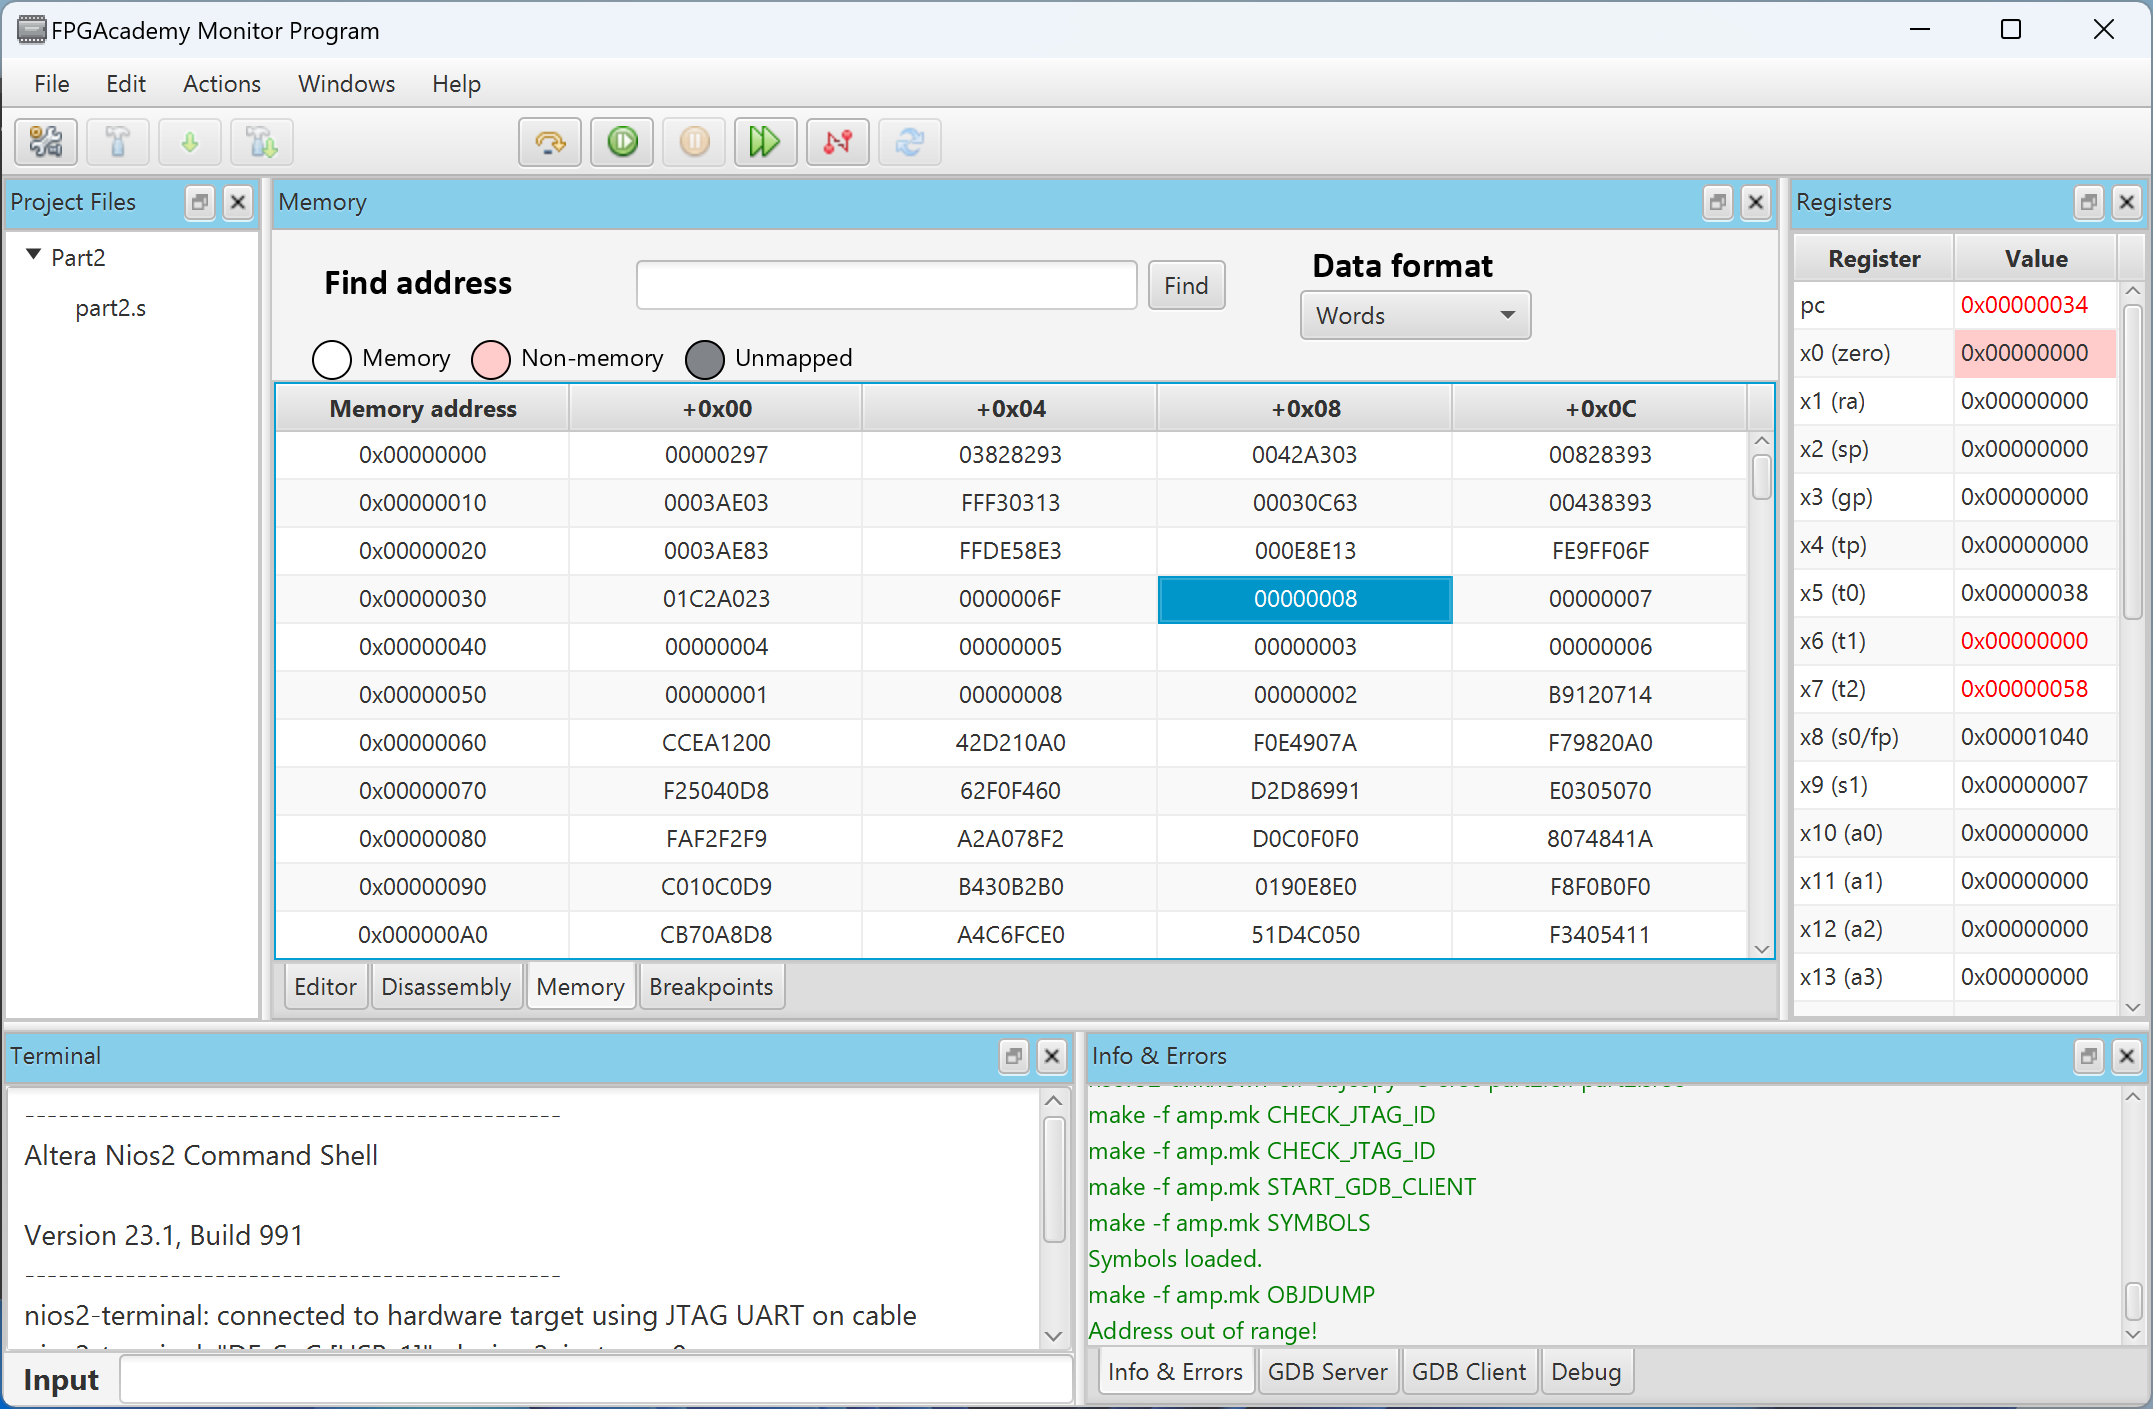 FPGAcademy Monitor Program
File Edit Actions Windows Help
Project Files
Part2
part2.s
Memory
Find address
Find
Data format
Words
Memory Non-memory Unmapped
Memory address +0x00 +0x04 +0x08 +0x0C
0x00000000 00000297 03828293 0042A303 00828393
0x00000010 0003AE03 FFF30313 00030C63 00438393
0x00000020 0003AE83 FFDE58E3 000E8E13 FE9FF06F
0x00000030 01C2A023 0000006F 00000008 00000007
0x00000040 00000004 00000005 00000003 00000006
0x00000050 00000001 00000008 00000002 B9120714
0x00000060 CCEA1200 42D210A0 F0E4907A F79820A0
0x00000070 F25040D8 62F0F460 D2D86991 E0305070
0x00000080 FAF2F2F9 A2A078F2 D0C0F0F0 8074841A
0x00000090 C010C0D9 B430B2B0 0190E8E0 F8F0B0F0
0x000000A0 CB70A8D8 A4C6FCE0 51D4C050 F3405411
Editor Disassembly Memory Breakpoints
Registers
Register Value
pc 0x00000034
x0 (zero) 0x00000000
x1 (ra) 0x00000000
x2 (sp) 0x00000000
x3 (gp) 0x00000000
x4 (tp) 0x00000000
x5 (t0) 0x00000038
x6 (t1) 0x00000000
x7 (t2) 0x00000058
x8 (s0/fp) 0x00001040
x9 (s1) 0x00000007
x10 (a0) 0x00000000
x11 (a1) 0x00000000
x12 (a2) 0x00000000
x13 (a3) 0x00000000
Terminal
------------------------------------------------
Altera Nios2 Command Shell
Version 23.1, Build 991
------------------------------------------------
nios2-terminal: connected to hardware target using JTAG UART on cable
Input
Info & Errors
make -f amp.mk CHECK_JTAG_ID
make -f amp.mk CHECK_JTAG_ID
make -f amp.mk START_GDB_CLIENT
make -f amp.mk SYMBOLS
Symbols loaded.
make -f amp.mk OBJDUMP
Address out of range!
Info & Errors GDB Server GDB Client Debug